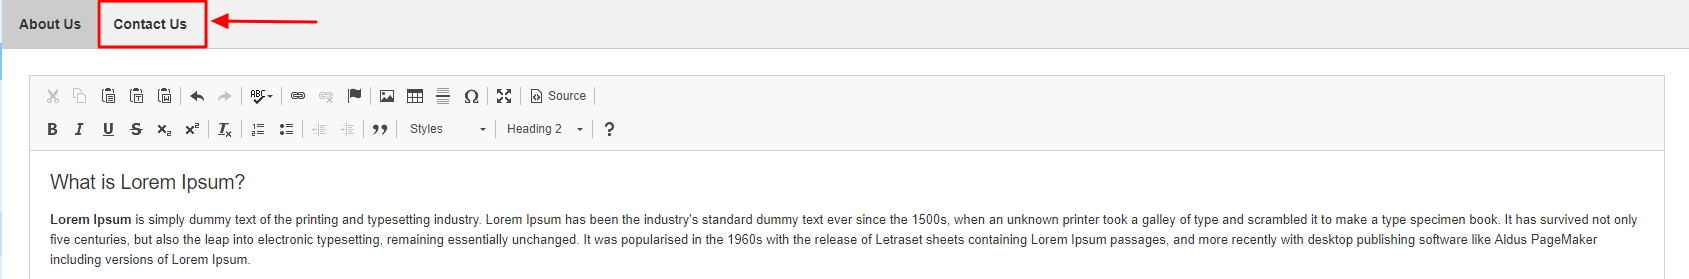 About Us Contact Us
ABC Source
B I U S x₂ x² Tx Styles Heading 2 ?
What is Lorem Ipsum?
Lorem Ipsum is simply dummy text of the printing and typesetting industry. Lorem Ipsum has been the industry's standard dummy text ever since the 1500s, when an unknown printer took a galley of type and scrambled it to make a type specimen book. It has survived not only
five centuries, but also the leap into electronic typesetting, remaining essentially unchanged. It was popularised in the 1960s with the release of Letraset sheets containing Lorem Ipsum passages, and more recently with desktop publishing software like Aldus PageMaker
including versions of Lorem Ipsum.